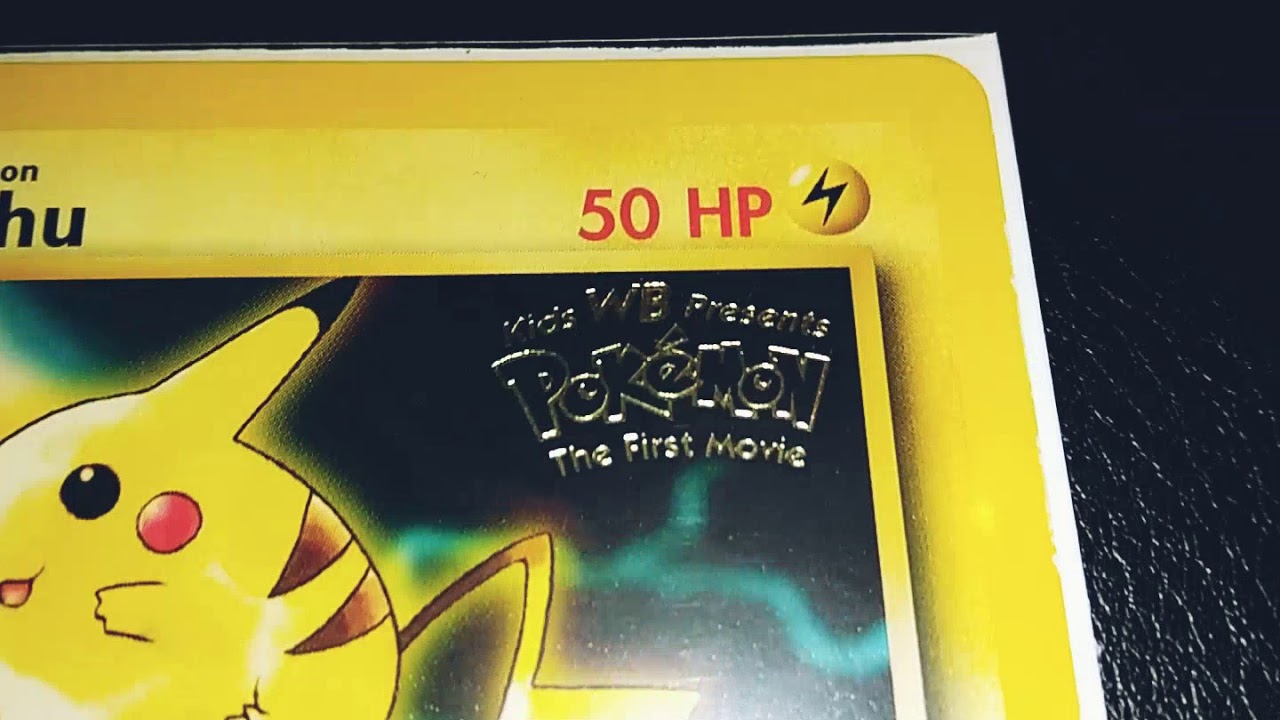 on
hu 50 HP
Kids WB Presents
POKéMON
The First Movie